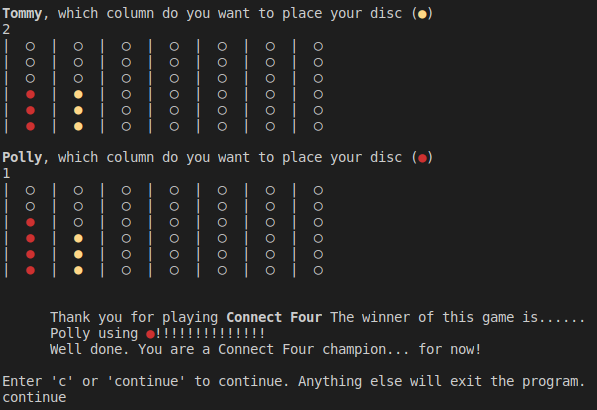 Tommy, which column do you want to place your disc (●)
2
| ○ | ○ | ○ | ○ | ○ | ○ | ○
| ○ | ○ | ○ | ○ | ○ | ○ | ○
| ○ | ○ | ○ | ○ | ○ | ○ | ○
| ● | ● | ○ | ○ | ○ | ○ | ○
| ● | ● | ○ | ○ | ○ | ○ | ○
| ● | ● | ○ | ○ | ○ | ○ | ○
Polly, which column do you want to place your disc (●)
1
| ○ | ○ | ○ | ○ | ○ | ○ | ○
| ○ | ○ | ○ | ○ | ○ | ○ | ○
| ● | ○ | ○ | ○ | ○ | ○ | ○
| ● | ● | ○ | ○ | ○ | ○ | ○
| ● | ● | ○ | ○ | ○ | ○ | ○
| ● | ● | ○ | ○ | ○ | ○ | ○
Thank you for playing Connect Four The winner of this game is......
Polly using ●!!!!!!!!!!!!!!
Well done. You are a Connect Four champion... for now!
Enter 'c' or 'continue' to continue. Anything else will exit the program.
continue